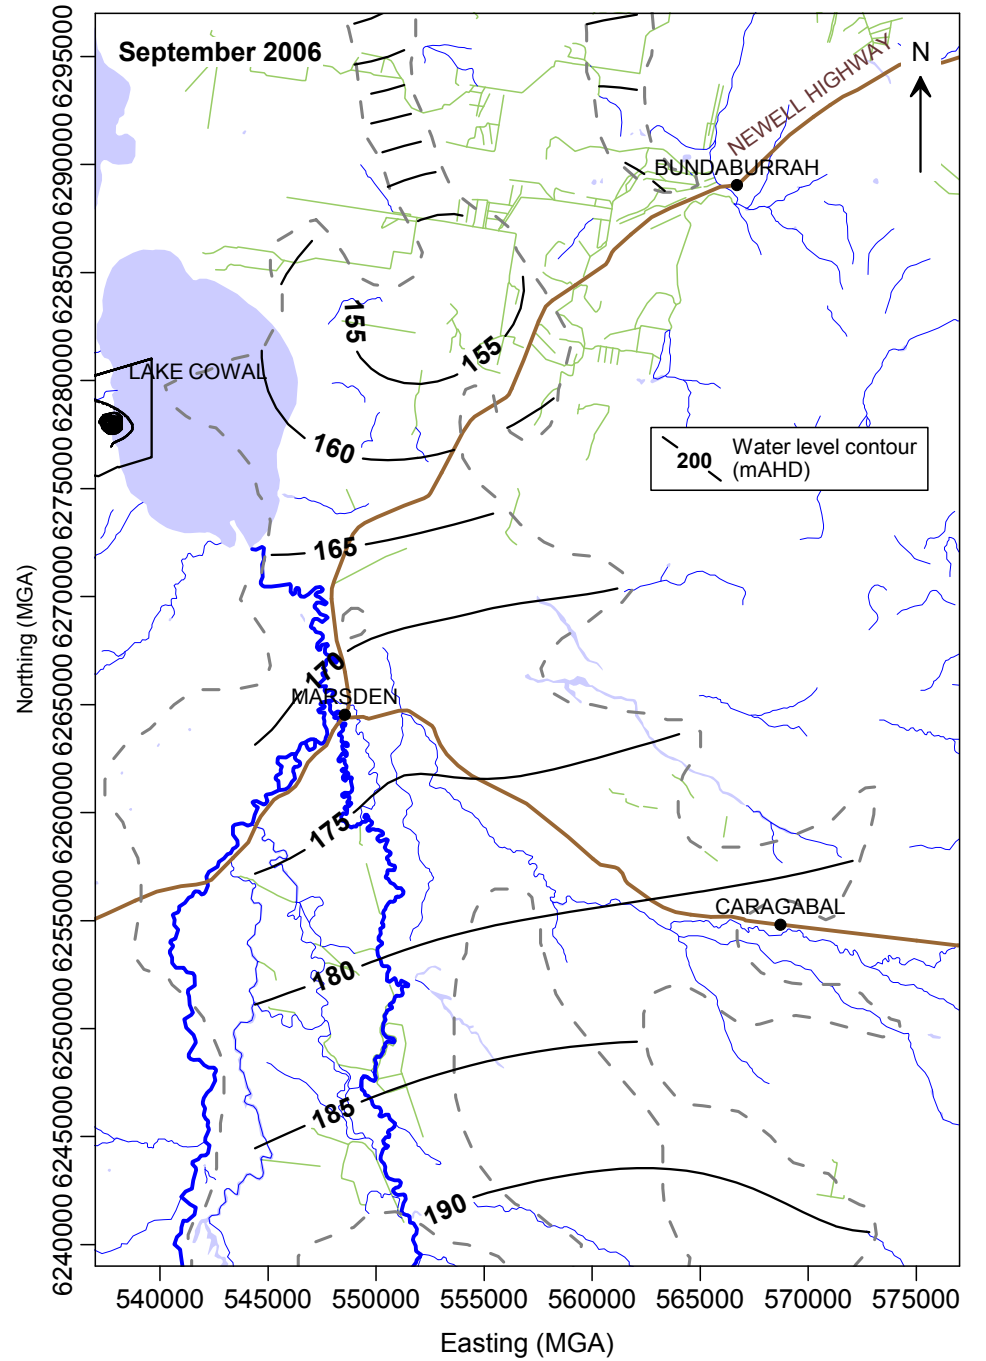 September 2006
N
NEWELL HIGHWAY
BUNDABURRAH
155
155
LAKE COWAL
160
Water level contour
200
(mAHD)
165
170
MARSDEN
175
CARAGABAL
180
185
190
Northing (MGA)
6295000
6290000
6285000
6280000
6275000
6270000
6265000
6260000
6255000
6250000
6245000
6240000
540000 545000 550000 555000 560000 565000 570000 575000
Easting (MGA)